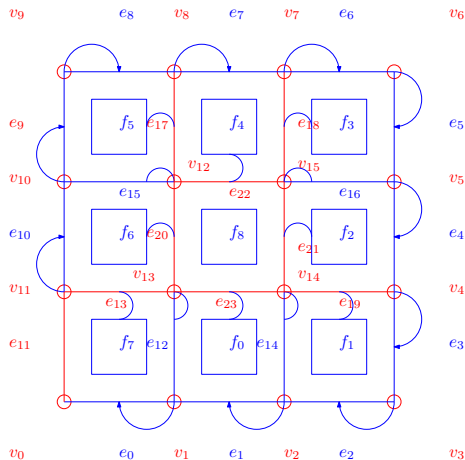 v₉ e₈ v₈ e₇ v₇ e₆ v₆
e₉ f₅ e₁₇ f₄ e₁₈ f₃ e₅
v₁₂ v₁₅
v₁₀ v₅
e₁₅ e₂₂ e₁₆
e₁₀ f₆ e₂₀ f₈ f₂ e₄
e₂₁
v₁₃ v₁₄
v₁₁ v₄
e₁₃ e₂₃ e₁₉
e₁₁ f₇ e₁₂ f₀ e₁₄ f₁ e₃
v₀ e₀ v₁ e₁ v₂ e₂ v₃